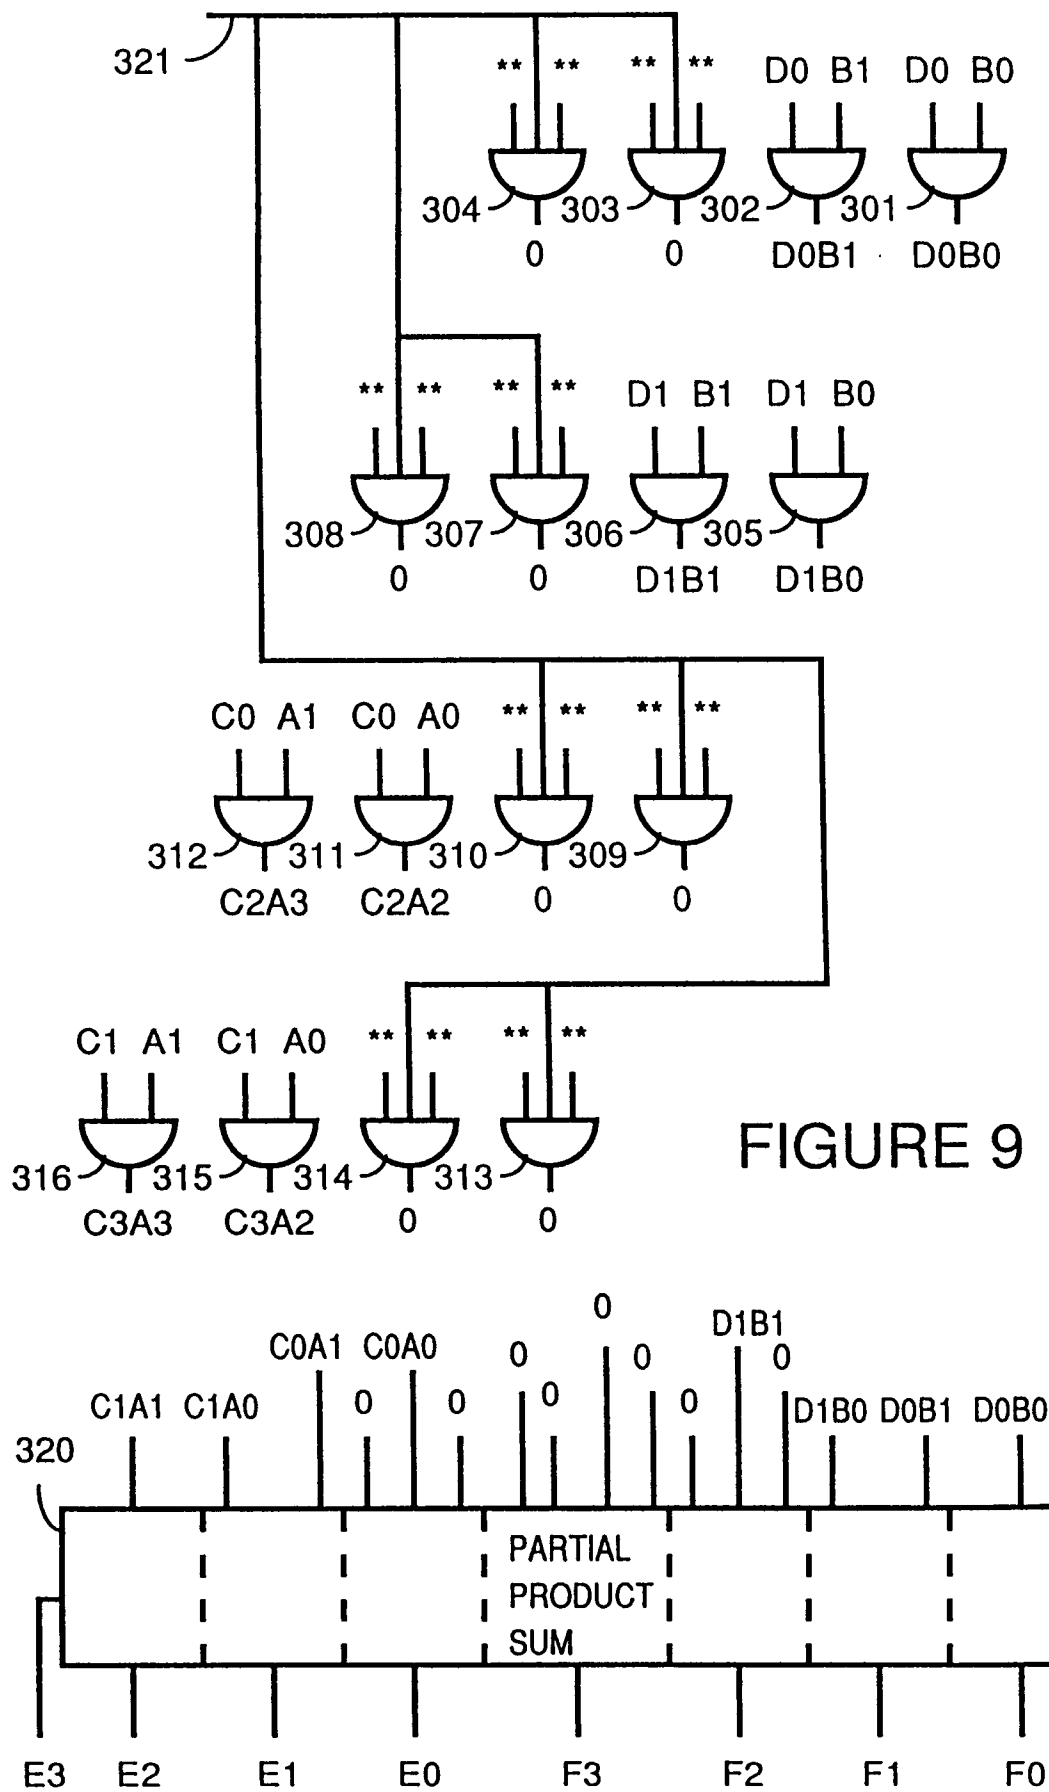 321
** ** ** ** D0 B1 D0 B0
304 303 302 301
0 0 D0B1 D0B0
** ** ** ** D1 B1 D1 B0
308 307 306 305
0 0 D1B1 D1B0
C0 A1 C0 A0 ** ** ** **
312 311 310 309
C2A3 C2A2 0 0
C1 A1 C1 A0 ** ** ** **
316 315 314 313
C3A3 C3A2 0 0
FIGURE 9
0
C0A1 C0A0 0 0 D1B1 0
C1A1 C1A0 0 0 0 0 D1B0 D0B1 D0B0
320
PARTIAL
PRODUCT
SUM
E3 E2 E1 E0 F3 F2 F1 F0